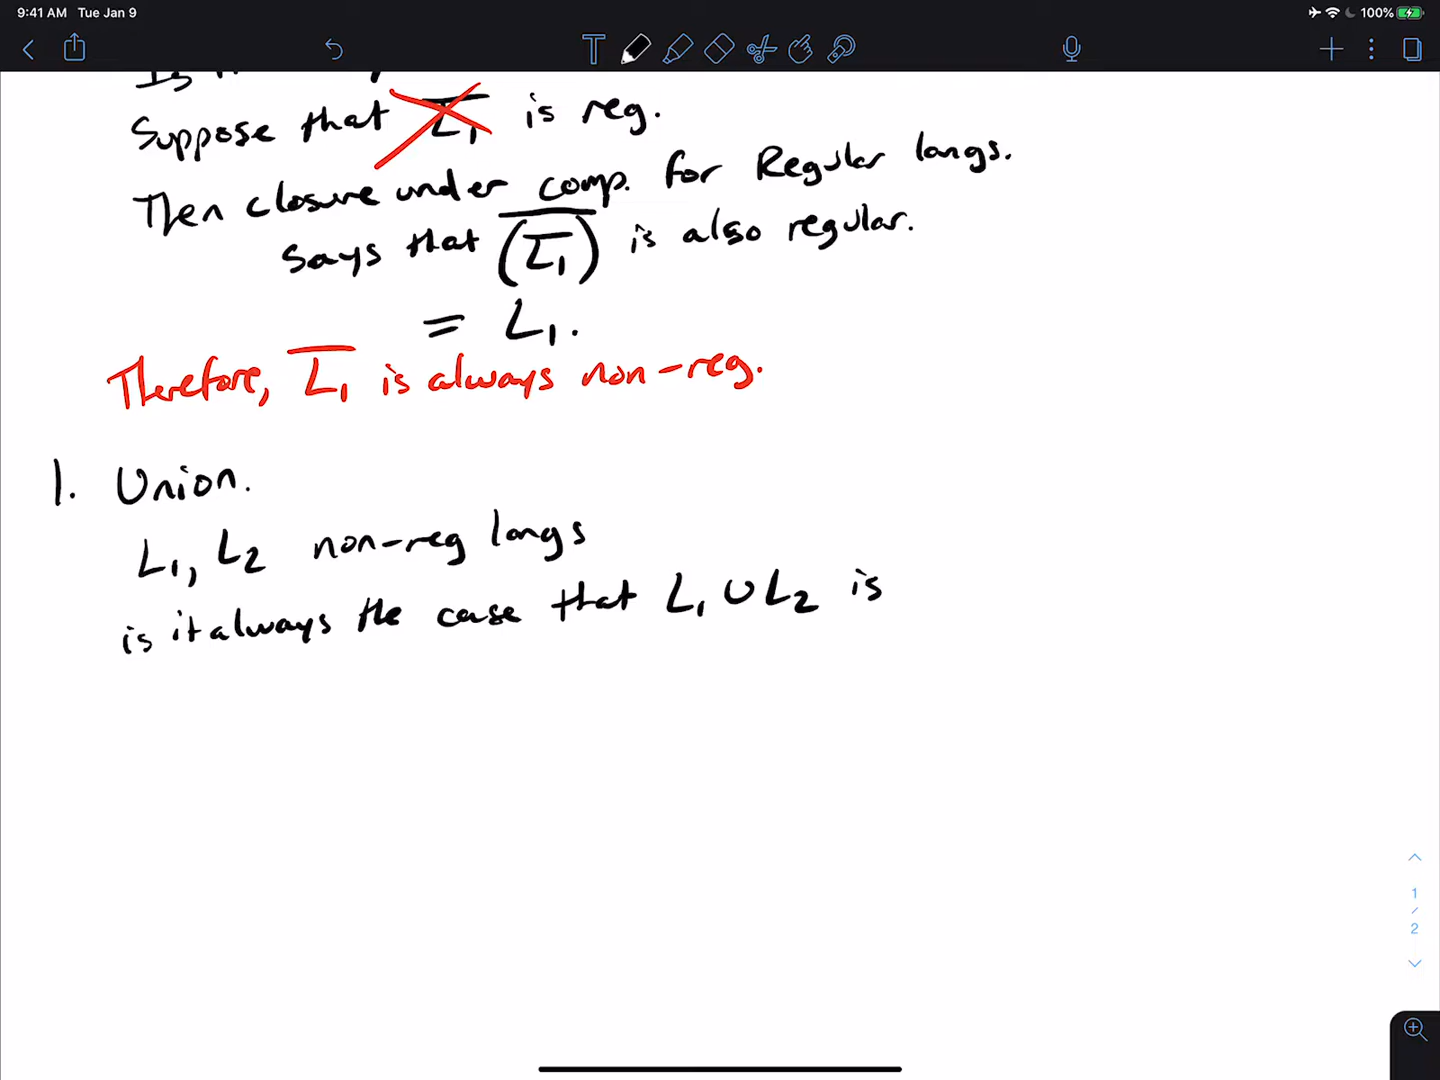 9:41 AM Tue Jan 9
100%
T
Suppose that L̅₁ is reg.
Then closure under comp. for Regular langs.
says that (L̅₁)̅ is also regular.
= L₁.
Therefore, L̅₁ is always non-reg.
1. Union.
L₁, L₂ non-reg langs
is it always the case that L₁ ∪ L₂ is
1
/
2